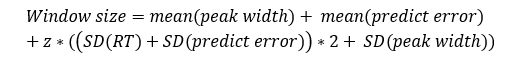 Window size = mean(peak width) + mean(predict error)
+ z * ((SD(RT) + SD(predict error)) * 2 + SD(peak width))